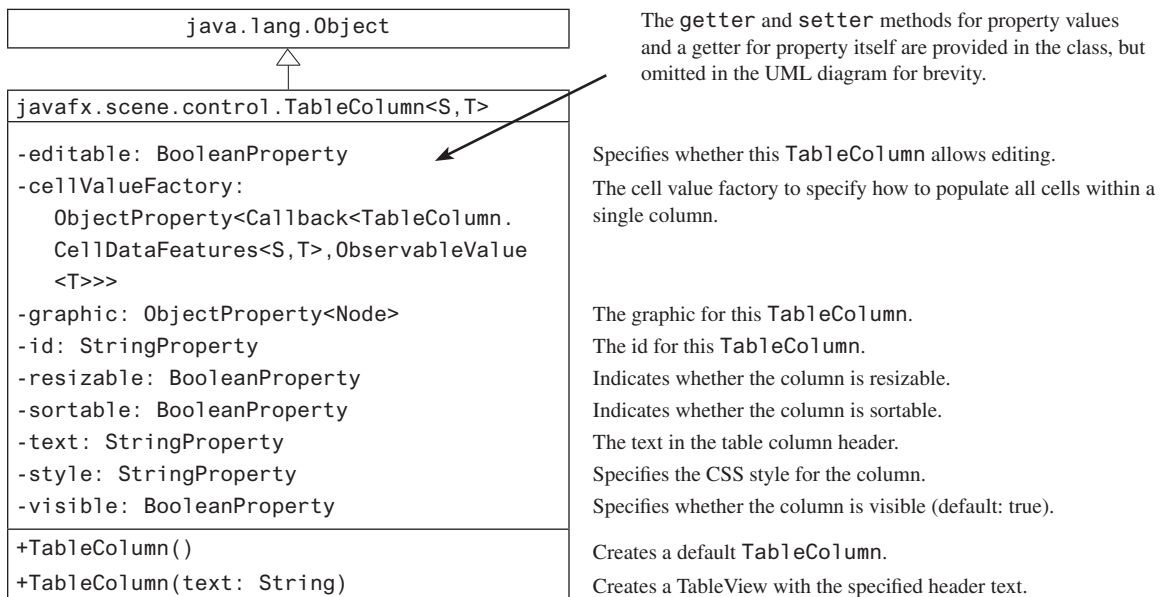 java.lang.Object
The getter and setter methods for property values
and a getter for property itself are provided in the class, but
omitted in the UML diagram for brevity.
javafx.scene.control.TableColumn<S,T>
-editable: BooleanProperty
Specifies whether this TableColumn allows editing.
-cellValueFactory:
The cell value factory to specify how to populate all cells within a
single column.
ObjectProperty<Callback<TableColumn.
CellDataFeatures<S,T>,ObservableValue
<T>>>
-graphic: ObjectProperty<Node>
The graphic for this TableColumn.
-id: StringProperty
The id for this TableColumn.
-resizable: BooleanProperty
Indicates whether the column is resizable.
-sortable: BooleanProperty
Indicates whether the column is sortable.
-text: StringProperty
The text in the table column header.
-style: StringProperty
Specifies the CSS style for the column.
-visible: BooleanProperty
Specifies whether the column is visible (default: true).
+TableColumn()
Creates a default TableColumn.
+TableColumn(text: String)
Creates a TableView with the specified header text.